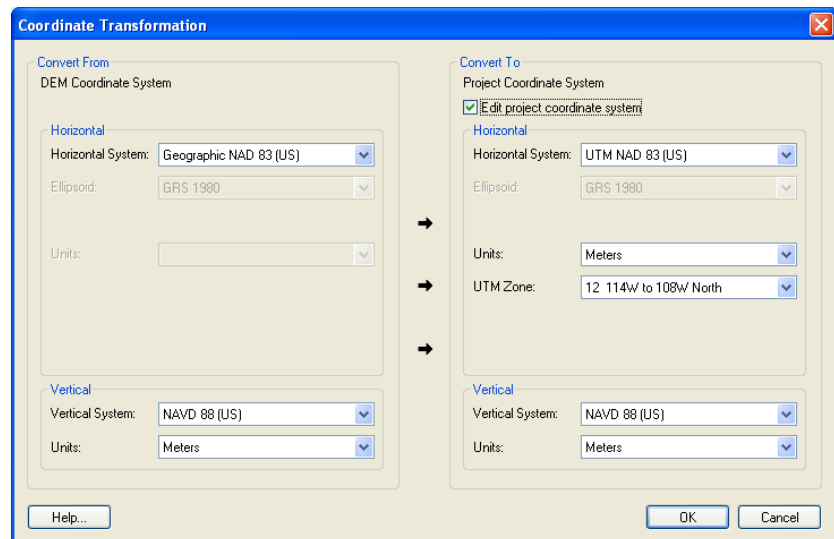 Coordinate Transformation
Convert From
DEM Coordinate System
Horizontal
Horizontal System: Geographic NAD 83 (US)
Ellipsoid: GRS 1980
Units:
Vertical
Vertical System: NAVD 88 (US)
Units: Meters
Convert To
Project Coordinate System
Edit project coordinate system
Horizontal
Horizontal System: UTM NAD 83 (US)
Ellipsoid: GRS 1980
Units: Meters
UTM Zone: 12 114W to 108W North
Vertical
Vertical System: NAVD 88 (US)
Units: Meters
Help...
OK
Cancel